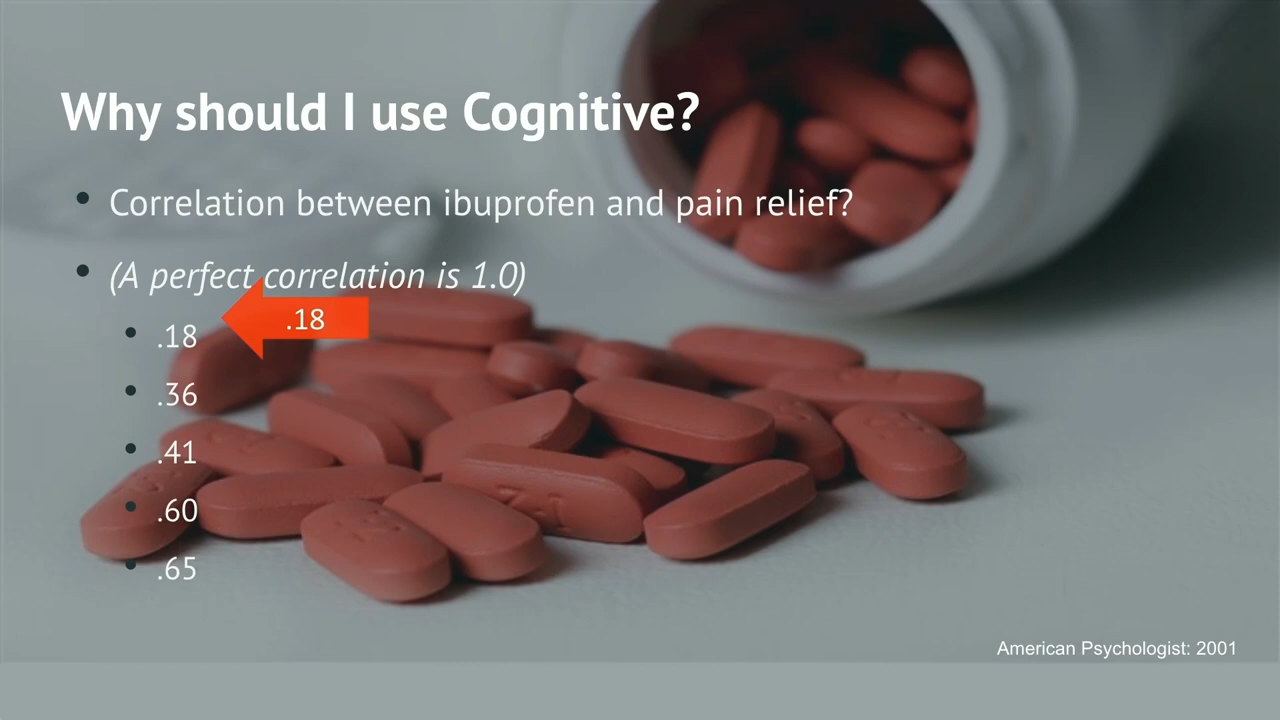 Why should I use Cognitive?
• Correlation between ibuprofen and pain relief?
• (A perfect correlation is 1.0)
• .18
.18
• .36
• .41
• .60
• .65
American Psychologist: 2001